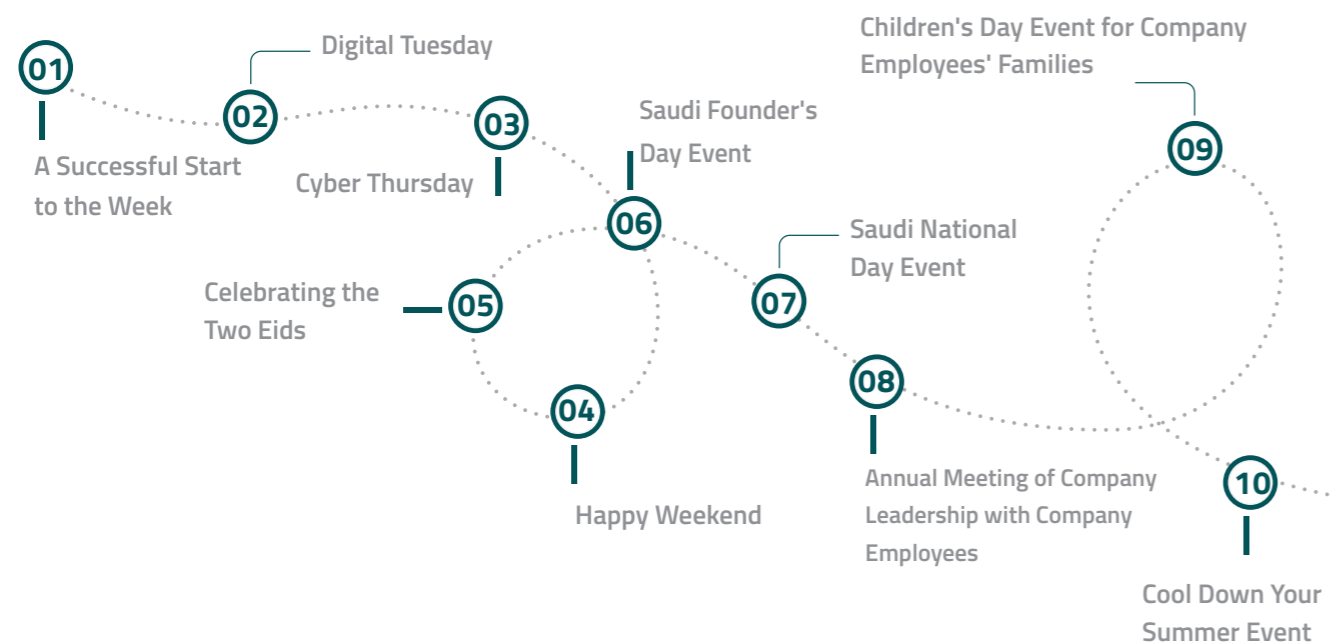 01
A Successful Start
to the Week
02
Digital Tuesday
03
Cyber Thursday
04
Happy Weekend
05
Celebrating the
Two Eids
06
Saudi Founder's
Day Event
07
Saudi National
Day Event
08
Annual Meeting of Company
Leadership with Company
Employees
09
Children's Day Event for Company
Employees' Families
10
Cool Down Your
Summer Event